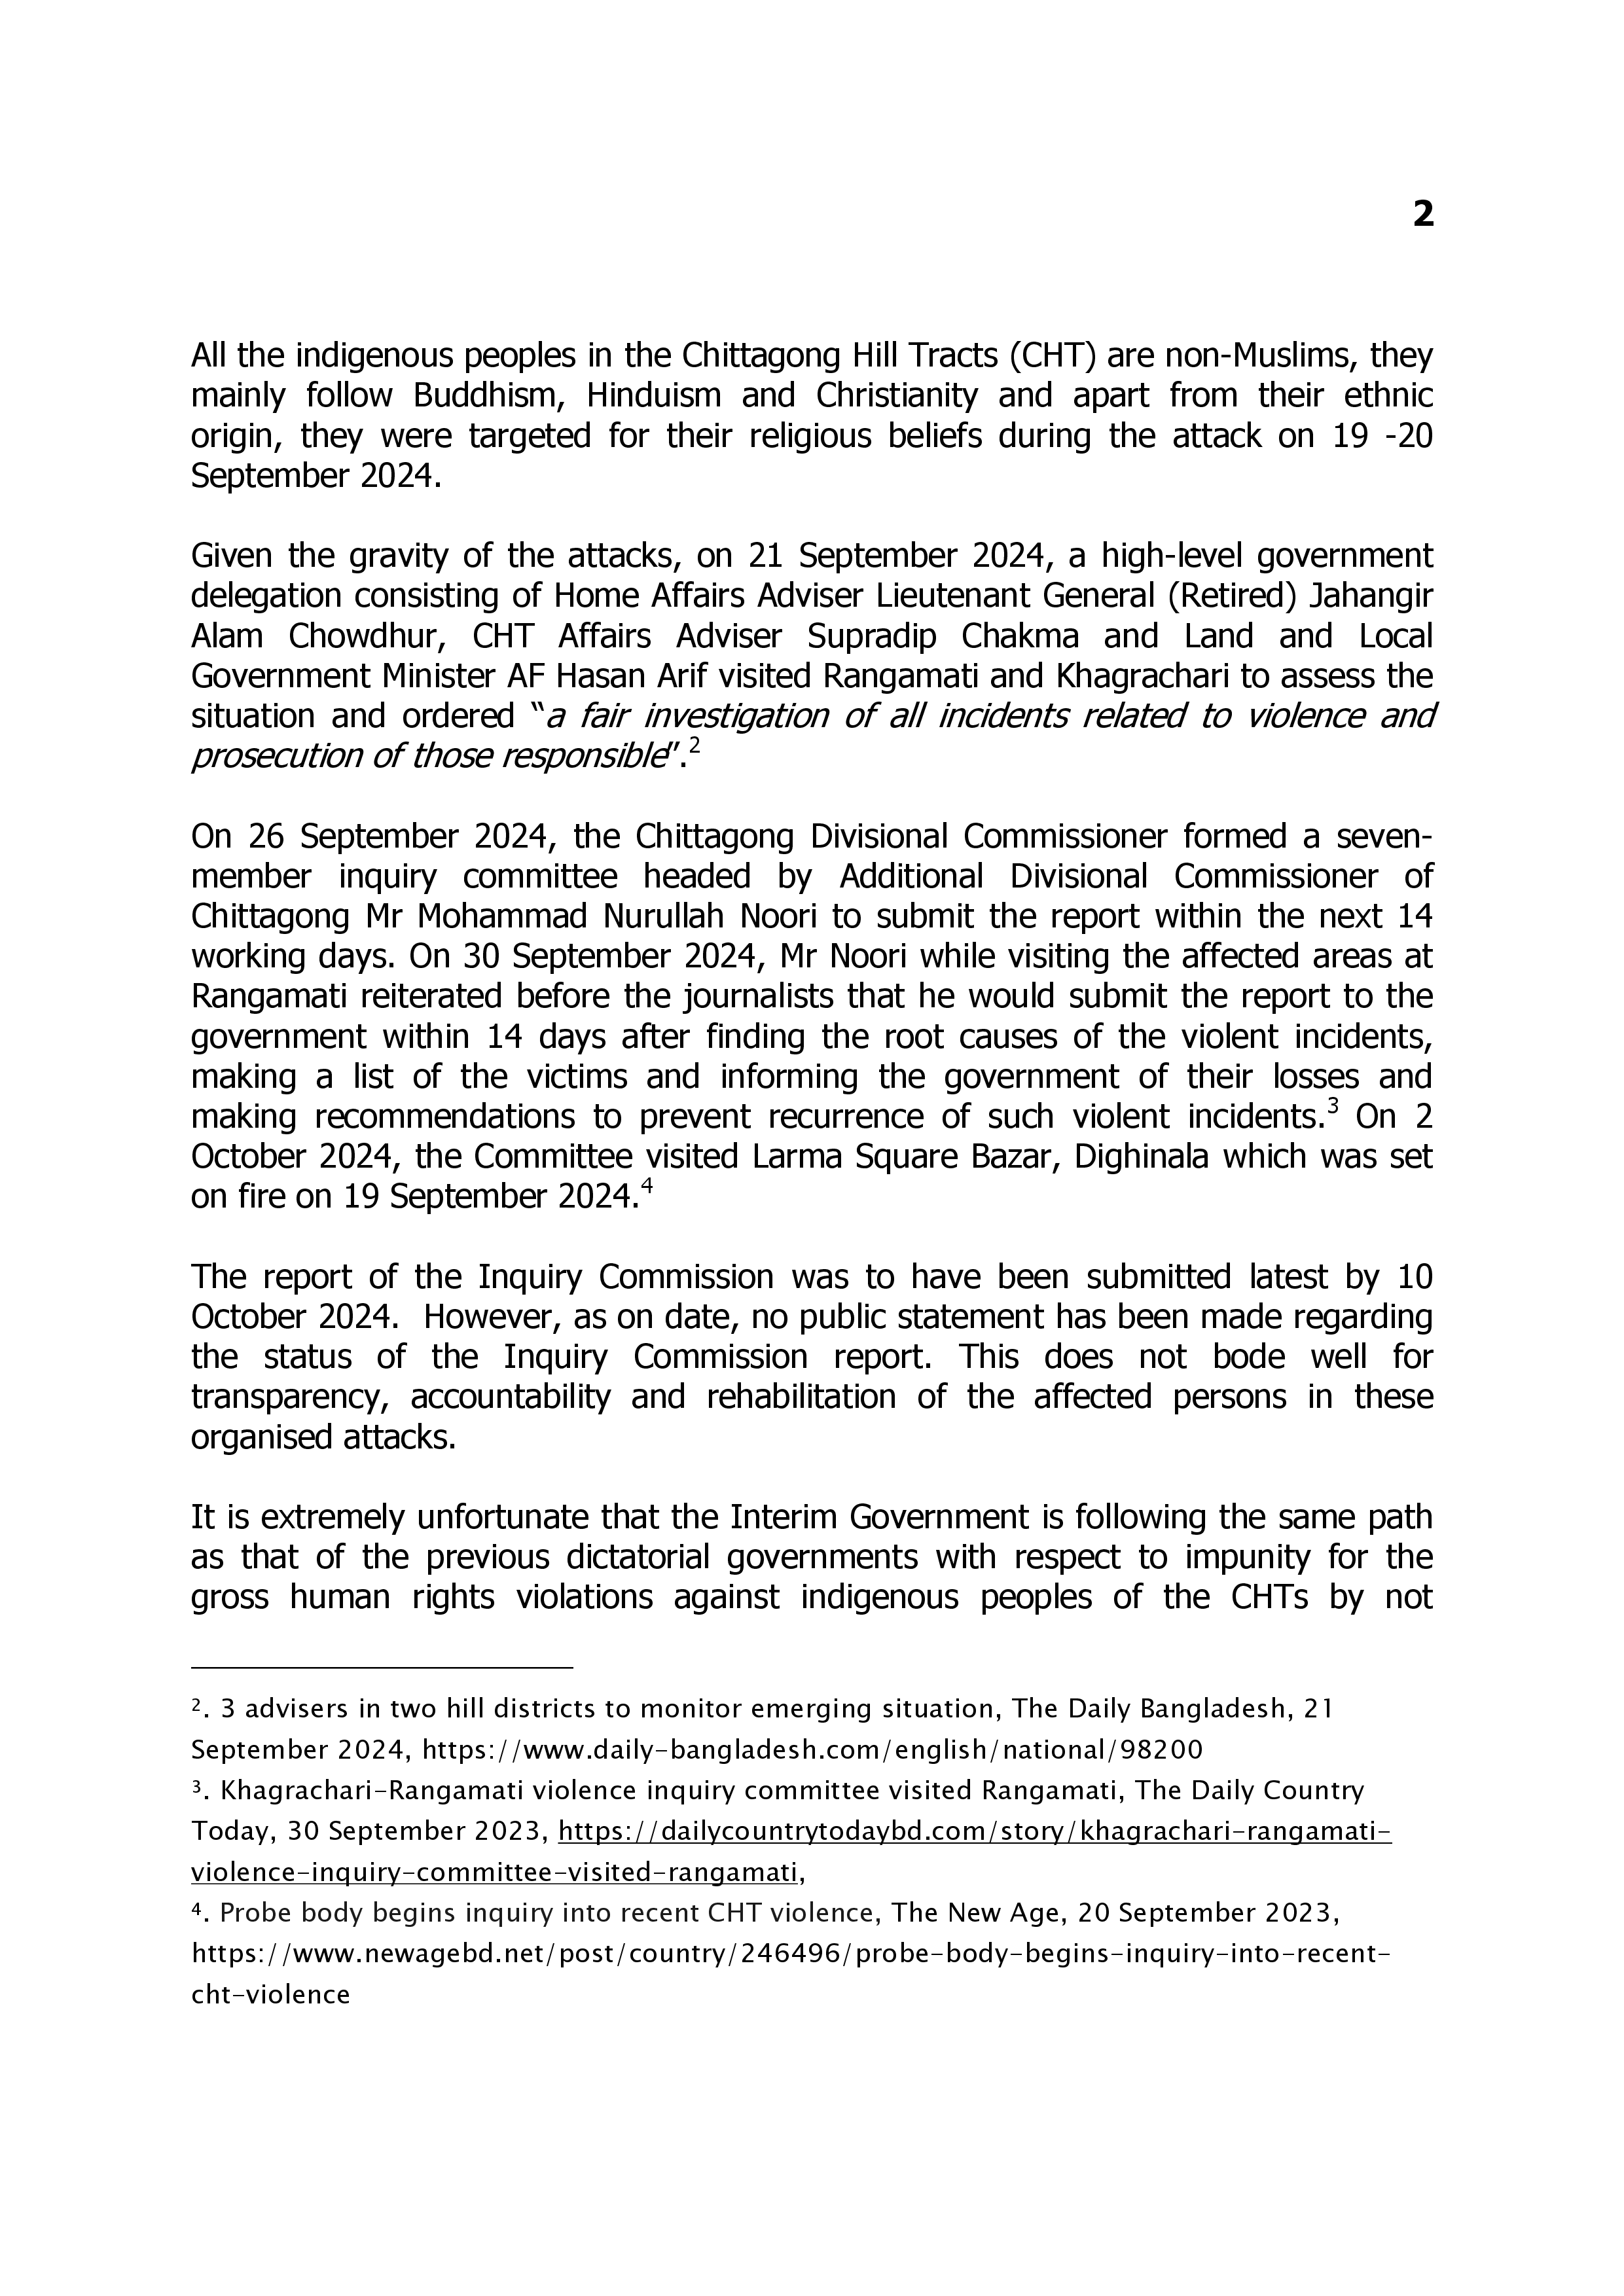 2
All the indigenous peoples in the Chittagong Hill Tracts (CHT) are non-Muslims, they
mainly follow Buddhism, Hinduism and Christianity and apart from their ethnic
origin, they were targeted for their religious beliefs during the attack on 19 -20
September 2024.
Given the gravity of the attacks, on 21 September 2024, a high-level government
delegation consisting of Home Affairs Adviser Lieutenant General (Retired) Jahangir
Alam Chowdhur, CHT Affairs Adviser Supradip Chakma and Land and Local
Government Minister AF Hasan Arif visited Rangamati and Khagrachari to assess the
situation and ordered “a fair investigation of all incidents related to violence and
prosecution of those responsible”.²
On 26 September 2024, the Chittagong Divisional Commissioner formed a seven-
member inquiry committee headed by Additional Divisional Commissioner of
Chittagong Mr Mohammad Nurullah Noori to submit the report within the next 14
working days. On 30 September 2024, Mr Noori while visiting the affected areas at
Rangamati reiterated before the journalists that he would submit the report to the
government within 14 days after finding the root causes of the violent incidents,
making a list of the victims and informing the government of their losses and
making recommendations to prevent recurrence of such violent incidents.³ On 2
October 2024, the Committee visited Larma Square Bazar, Dighinala which was set
on fire on 19 September 2024.⁴
The report of the Inquiry Commission was to have been submitted latest by 10
October 2024.  However, as on date, no public statement has been made regarding
the status of the Inquiry Commission report. This does not bode well for
transparency, accountability and rehabilitation of the affected persons in these
organised attacks.
It is extremely unfortunate that the Interim Government is following the same path
as that of the previous dictatorial governments with respect to impunity for the
gross human rights violations against indigenous peoples of the CHTs by not
². 3 advisers in two hill districts to monitor emerging situation, The Daily Bangladesh, 21
September 2024, https://www.daily-bangladesh.com/english/national/98200
³. Khagrachari-Rangamati violence inquiry committee visited Rangamati, The Daily Country
Today, 30 September 2023, https://dailycountrytodaybd.com/story/khagrachari-rangamati-
violence-inquiry-committee-visited-rangamati,
⁴. Probe body begins inquiry into recent CHT violence, The New Age, 20 September 2023,
https://www.newagebd.net/post/country/246496/probe-body-begins-inquiry-into-recent-
cht-violence